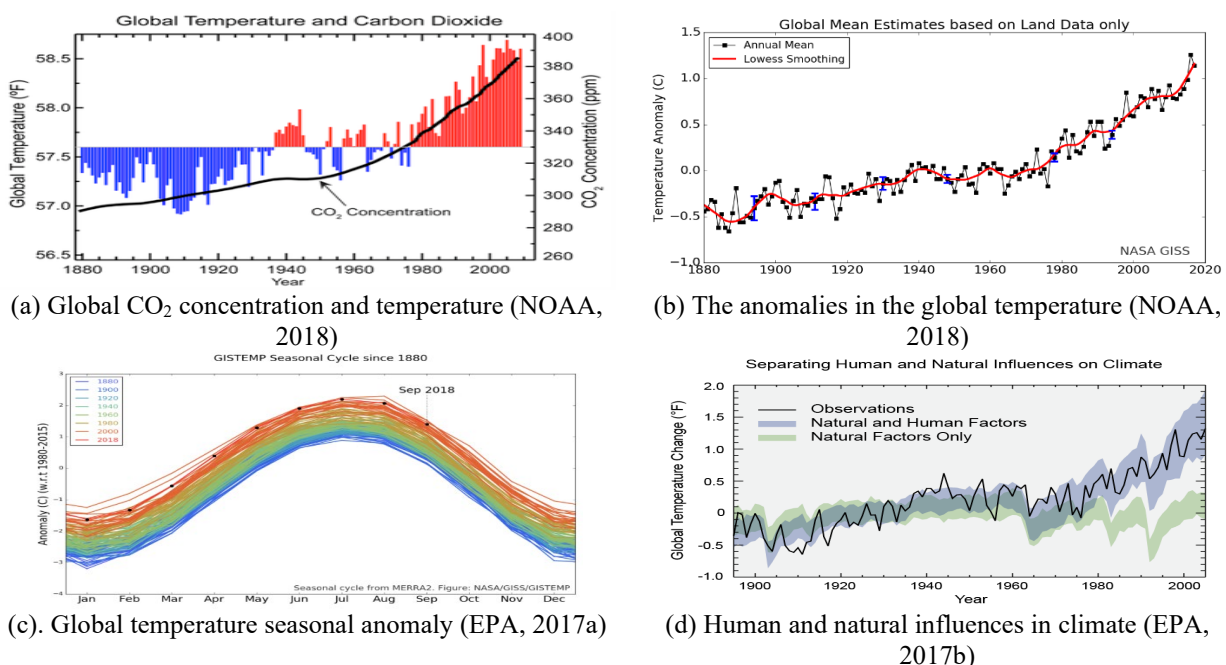 Global Temperature and Carbon Dioxide
Global Temperature (ºF)
58.5
58.0
57.5
57.0
56.5
CO2 Concentration
400
380
360
340
320
300
280
260
CO2 Concentration (ppm)
1880 1900 1920 1940 1960 1980 2000
Year
(a) Global CO2 concentration and temperature (NOAA,
2018)
Global Mean Estimates based on Land Data only
Annual Mean
Lowess Smoothing
Temperature Anomaly (C)
1.5
1.0
0.5
0.0
−0.5
−1.0
NASA GISS
1880 1900 1920 1940 1960 1980 2000 2020
Year
(b) The anomalies in the global temperature (NOAA,
2018)
GISTEMP Seasonal Cycle since 1880
1880
1900
1920
1940
1960
1980
2000
2018
Sep 2018
Anomaly (C) (w.r.t 1980-2015)
2
1
0
−1
−2
−3
−4
Seasonal cycle from MERRA2. Figure: NASA/GISS/GISTEMP
Jan Feb Mar Apr May Jun Jul Aug Sep Oct Nov Dec
(c). Global temperature seasonal anomaly (EPA, 2017a)
Separating Human and Natural Influences on Climate
Observations
Natural and Human Factors
Natural Factors Only
Global Temperature Change (°F)
2.0
1.5
1.0
0.5
0
-0.5
-1.0
1900 1920 1940 1960 1980 2000
Year
(d) Human and natural influences in climate (EPA,
2017b)